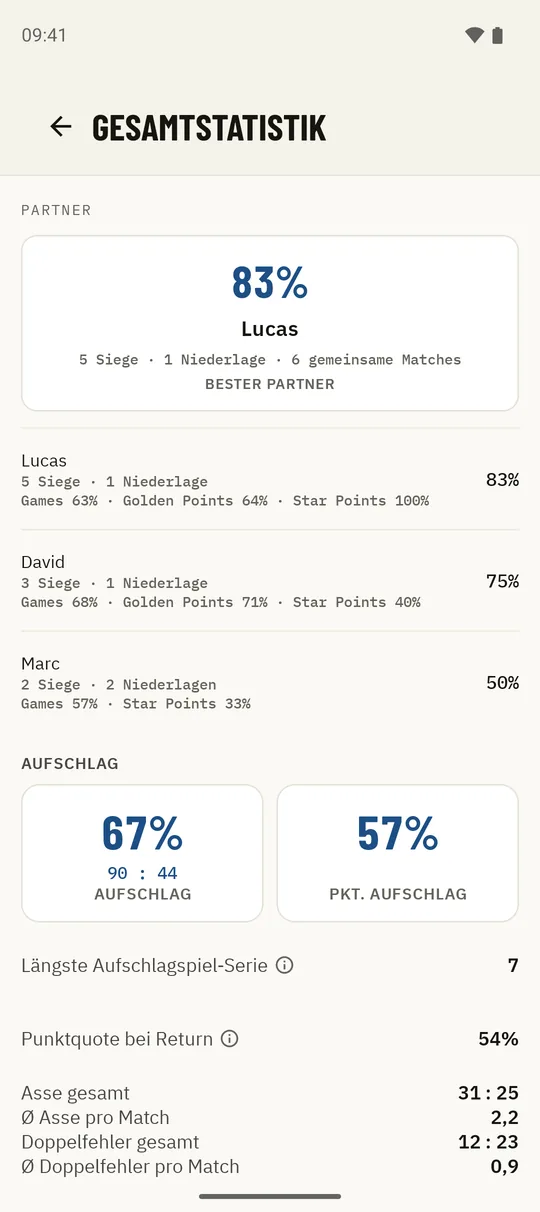 09:41
GESAMTSTATISTIK
PARTNER
83%
Lucas
5 Siege · 1 Niederlage · 6 gemeinsame Matches
BESTER PARTNER
Lucas
5 Siege · 1 Niederlage
Games 63% · Golden Points 64% · Star Points 100%
83%
David
3 Siege · 1 Niederlage
Games 68% · Golden Points 71% · Star Points 40%
75%
Marc
2 Siege · 2 Niederlagen
Games 57% · Star Points 33%
50%
AUFSCHLAG
67%
90 : 44
AUFSCHLAG
57%
PKT. AUFSCHLAG
Längste Aufschlagspiel-Serie 7
Punktquote bei Return 54%
Asse gesamt 31 : 25
Ø Asse pro Match 2,2
Doppelfehler gesamt 12 : 23
Ø Doppelfehler pro Match 0,9